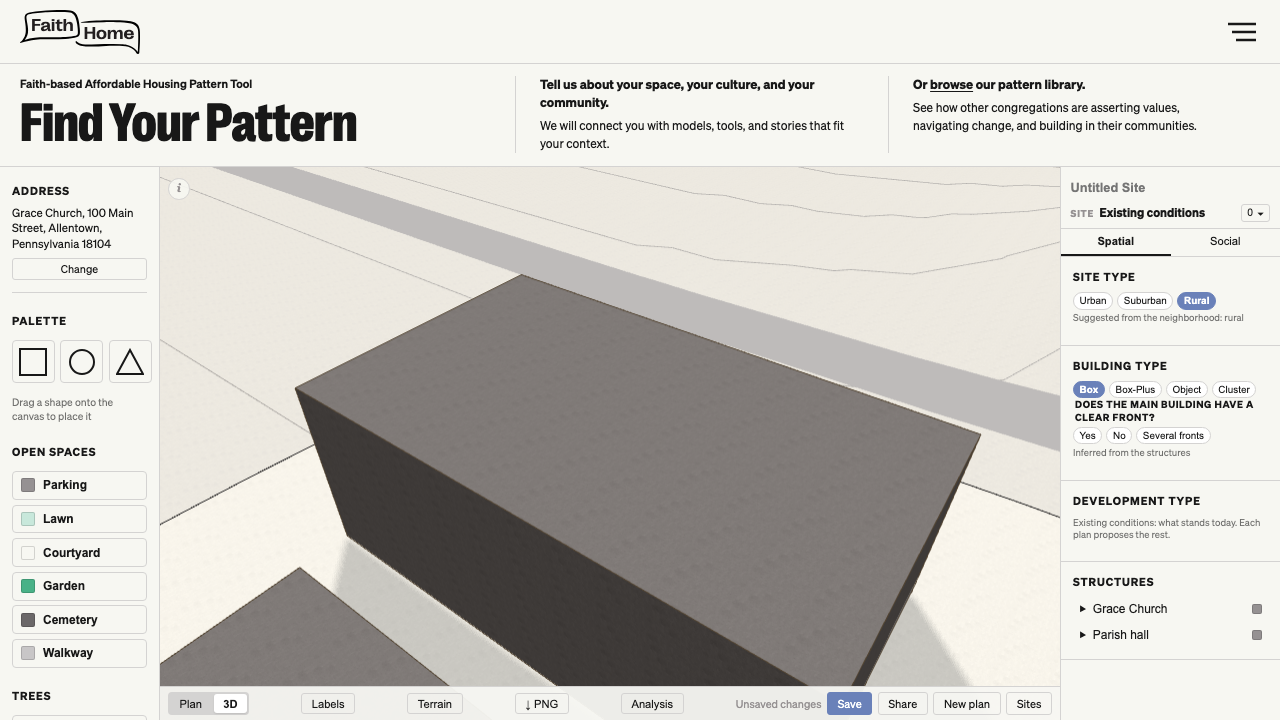 Faith
Home
Faith-based Affordable Housing Pattern Tool
Find Your Pattern
Tell us about your space, your culture, and your
community.
We will connect you with models, tools, and stories that fit
your context.
Or browse our pattern library.
See how other congregations are asserting values,
navigating change, and building in their communities.
ADDRESS
Grace Church, 100 Main
Street, Allentown,
Pennsylvania 18104
Change
PALETTE
Drag a shape onto the
canvas to place it
OPEN SPACES
Parking
Lawn
Courtyard
Garden
Cemetery
Walkway
TREES
i
Plan
3D
Labels
Terrain
↓ PNG
Analysis
Unsaved changes
Save
Share
New plan
Sites
Untitled Site
SITE Existing conditions
0
Spatial
Social
SITE TYPE
Urban
Suburban
Rural
Suggested from the neighborhood: rural
BUILDING TYPE
Box
Box-Plus
Object
Cluster
DOES THE MAIN BUILDING HAVE A
CLEAR FRONT?
Yes
No
Several fronts
Inferred from the structures
DEVELOPMENT TYPE
Existing conditions: what stands today. Each
plan proposes the rest.
STRUCTURES
Grace Church
Parish hall